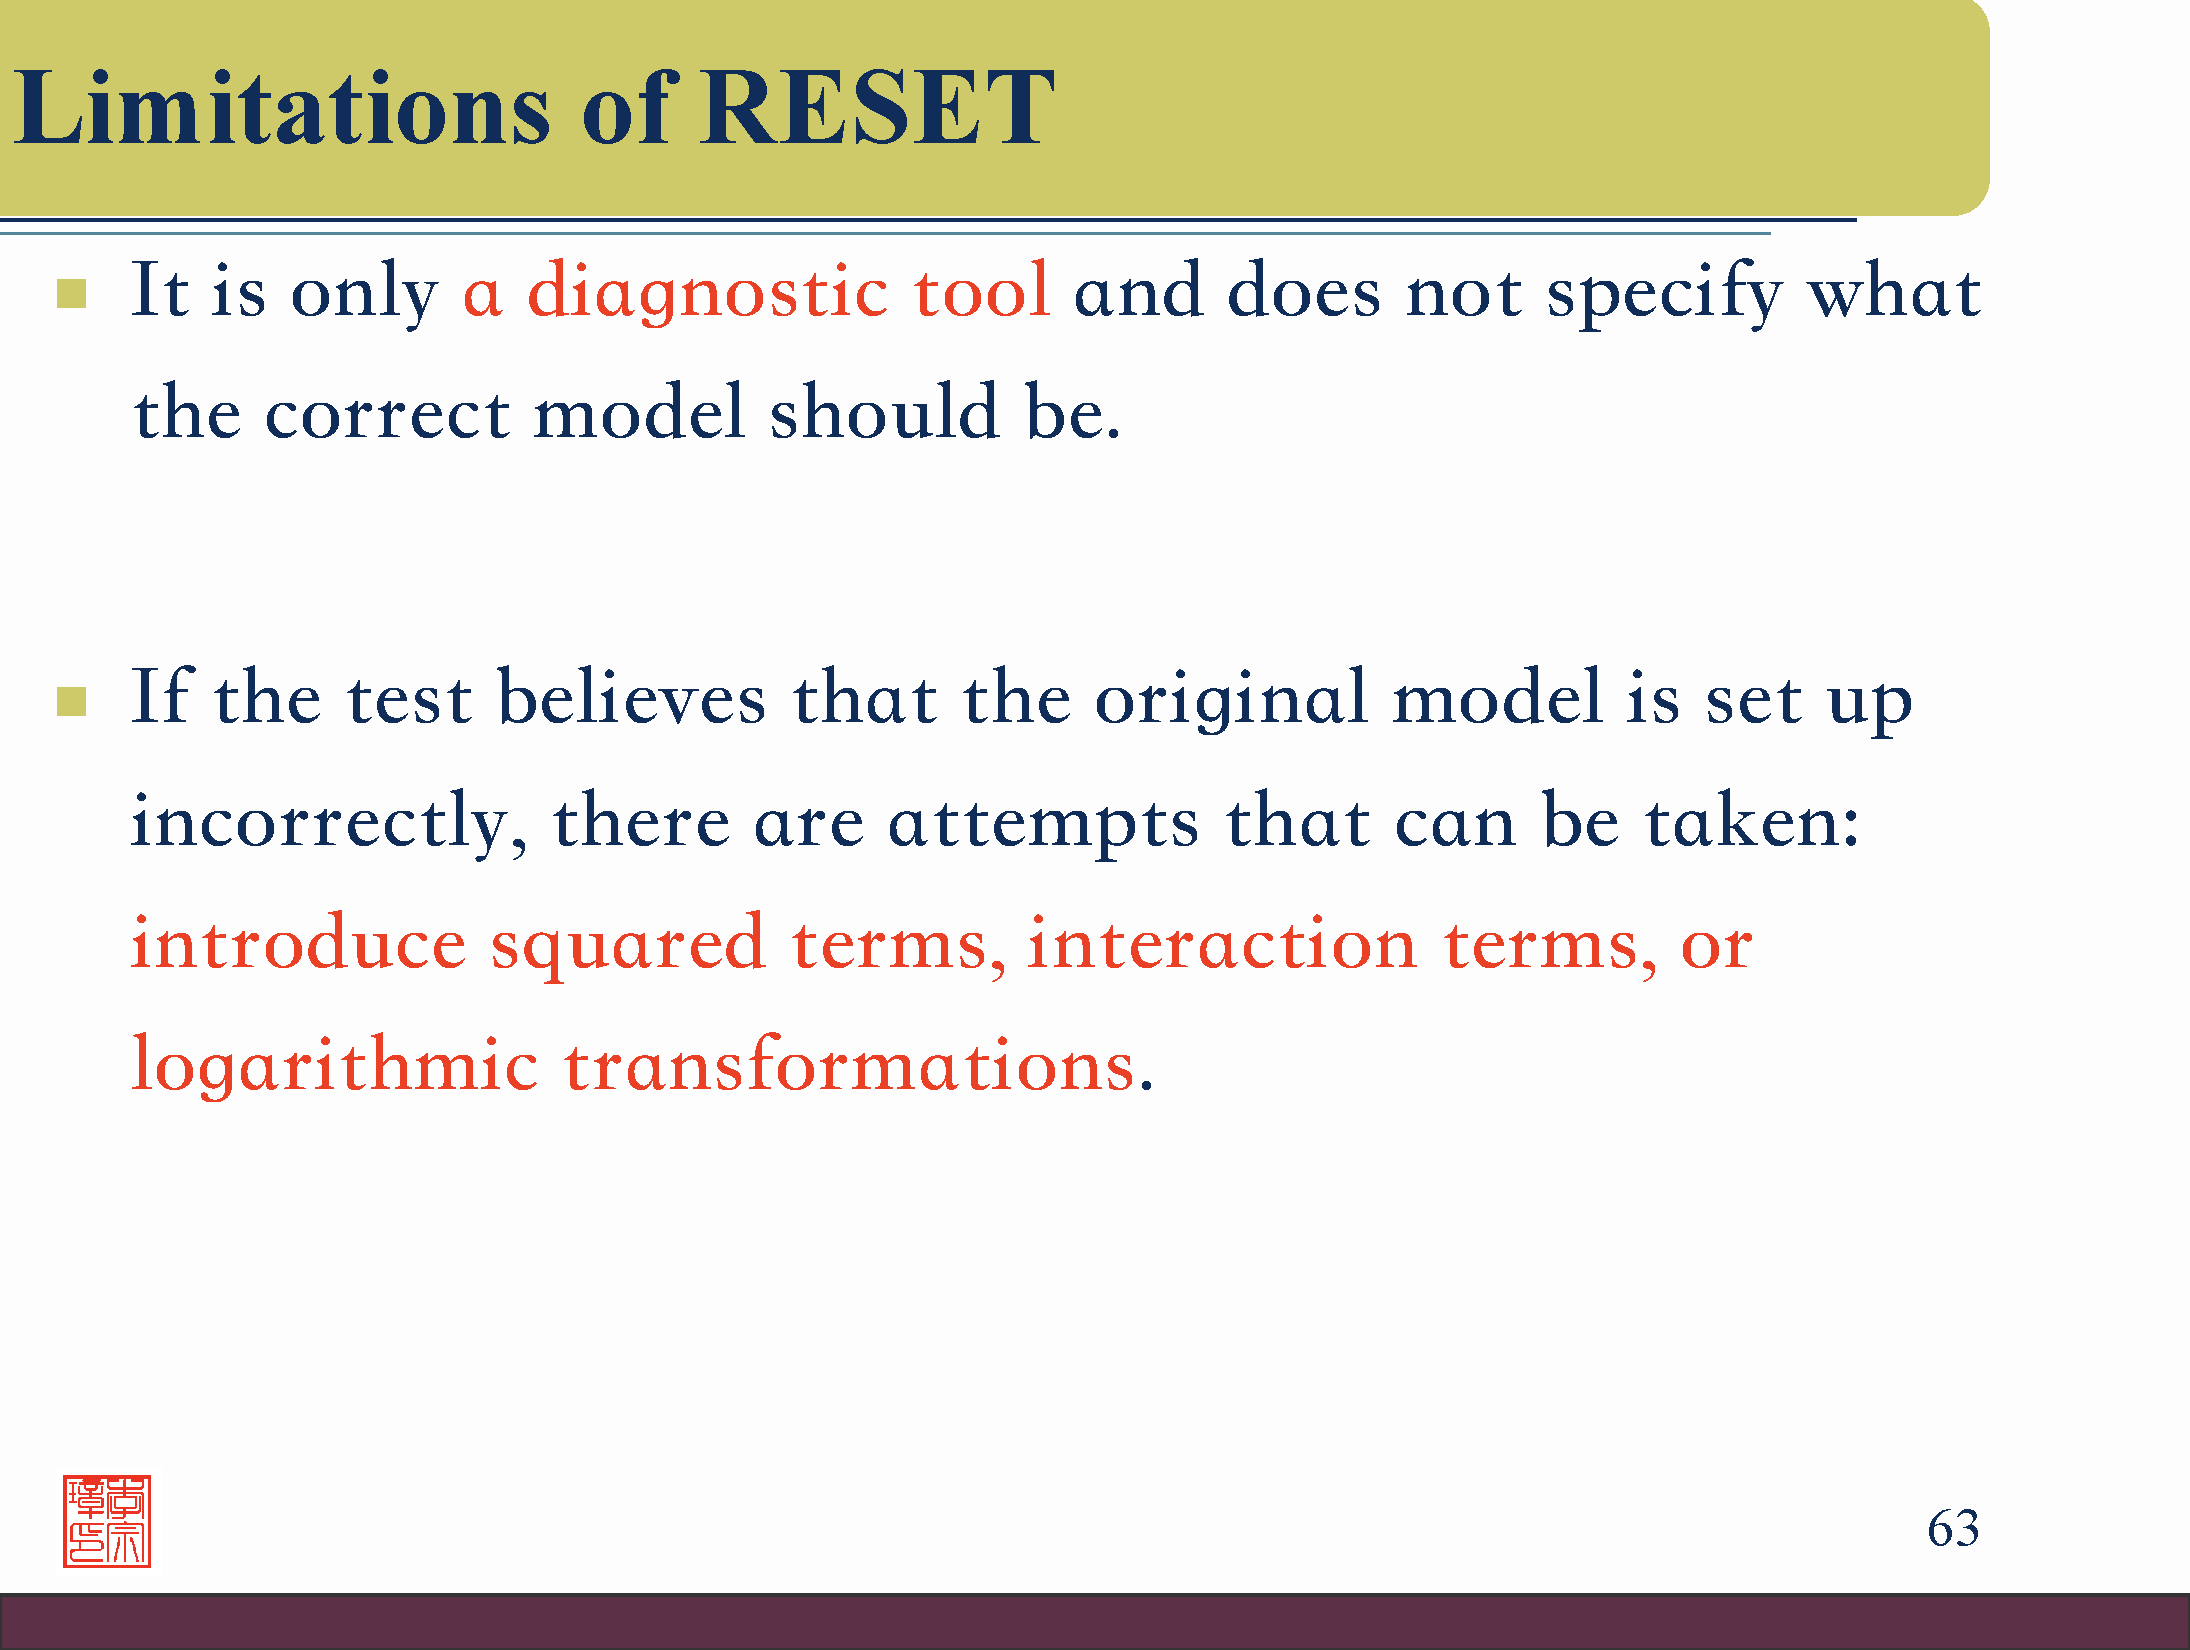 Limitations of RESET
It is only a diagnostic tool and does not specify what
the correct model should be.
If the test believes that the original model is set up
incorrectly, there are attempts that can be taken:
introduce squared terms, interaction terms, or
logarithmic transformations.
63